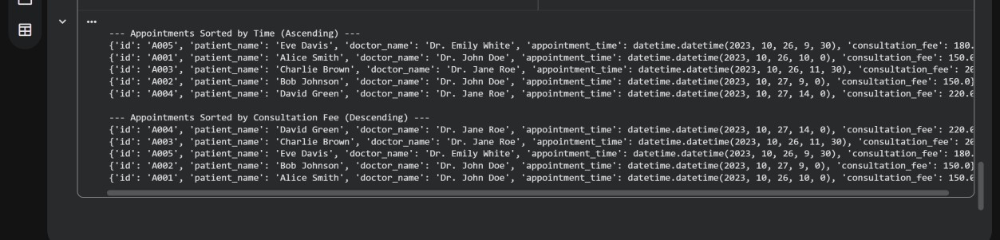 --- Appointments Sorted by Time (Ascending) ---
{'id': 'A005', 'patient_name': 'Eve Davis', 'doctor_name': 'Dr. Emily White', 'appointment_time': datetime.datetime(2023, 10, 26, 9, 30), 'consultation_fee': 180.
{'id': 'A001', 'patient_name': 'Alice Smith', 'doctor_name': 'Dr. John Doe', 'appointment_time': datetime.datetime(2023, 10, 26, 10, 0), 'consultation_fee': 150.0
{'id': 'A003', 'patient_name': 'Charlie Brown', 'doctor_name': 'Dr. Jane Roe', 'appointment_time': datetime.datetime(2023, 10, 26, 11, 30), 'consultation_fee': 20
{'id': 'A002', 'patient_name': 'Bob Johnson', 'doctor_name': 'Dr. John Doe', 'appointment_time': datetime.datetime(2023, 10, 27, 9, 0), 'consultation_fee': 150.0}
{'id': 'A004', 'patient_name': 'David Green', 'doctor_name': 'Dr. Jane Roe', 'appointment_time': datetime.datetime(2023, 10, 27, 14, 0), 'consultation_fee': 220.0
--- Appointments Sorted by Consultation Fee (Descending) ---
{'id': 'A004', 'patient_name': 'David Green', 'doctor_name': 'Dr. Jane Roe', 'appointment_time': datetime.datetime(2023, 10, 27, 14, 0), 'consultation_fee': 220.0
{'id': 'A003', 'patient_name': 'Charlie Brown', 'doctor_name': 'Dr. Jane Roe', 'appointment_time': datetime.datetime(2023, 10, 26, 11, 30), 'consultation_fee': 20
{'id': 'A005', 'patient_name': 'Eve Davis', 'doctor_name': 'Dr. Emily White', 'appointment_time': datetime.datetime(2023, 10, 26, 9, 30), 'consultation_fee': 180.
{'id': 'A002', 'patient_name': 'Bob Johnson', 'doctor_name': 'Dr. John Doe', 'appointment_time': datetime.datetime(2023, 10, 27, 9, 0), 'consultation_fee': 150.0}
{'id': 'A001', 'patient_name': 'Alice Smith', 'doctor_name': 'Dr. John Doe', 'appointment_time': datetime.datetime(2023, 10, 26, 10, 0), 'consultation_fee': 150.0